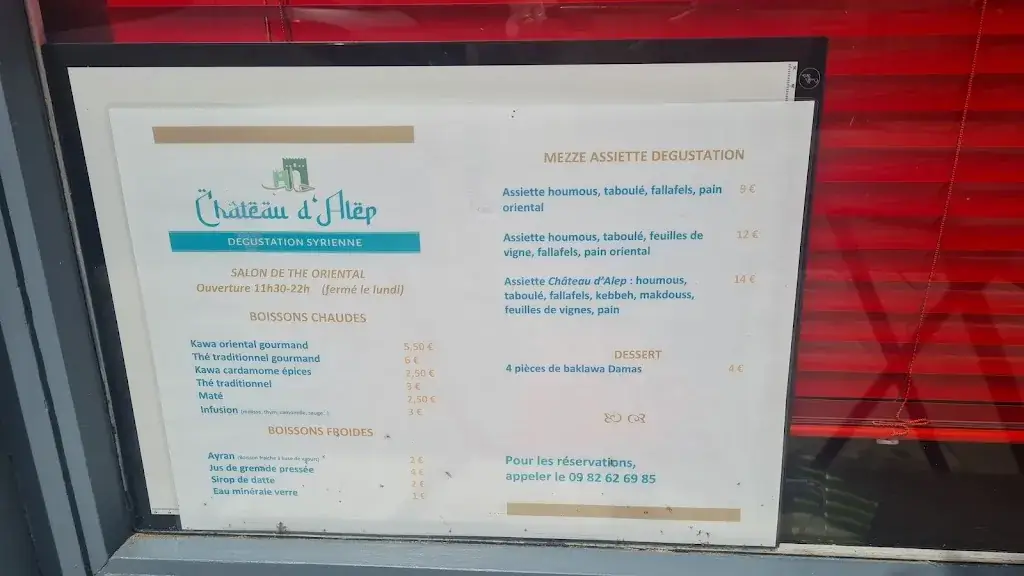 Châtëäu d'Alëp
DÉGUSTATION SYRIENNE
SALON DE THE ORIENTAL
Ouverture 11h30-22h (fermé le lundi)
BOISSONS CHAUDES
Kawa oriental gourmand 5,50 €
Thé traditionnel gourmand 6 €
Kawa cardamome épices 2,50 €
Thé traditionnel 3 €
Maté 2,50 €
Infusion 3 €
BOISSONS FROIDES
Ayran 2 €
Jus de grenade pressée 4 €
Sirop de datte 2 €
Eau minérale verre 1 €
MEZZE ASSIETTE DEGUSTATION
Assiette houmous, taboulé, fallafels, pain 9 €
oriental
Assiette houmous, taboulé, feuilles de 12 €
vigne, fallafels, pain oriental
Assiette Château d'Alep : houmous, 14 €
taboulé, fallafels, kebbeh, makdouss,
feuilles de vignes, pain
DESSERT
4 pièces de baklawa Damas 4 €
Pour les réservations,
appeler le 09 82 62 69 85